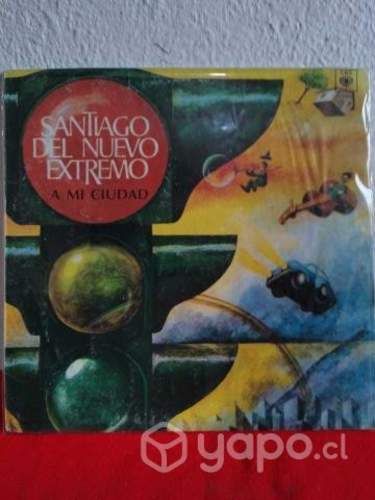 SANTIAGO
DEL NUEVO
EXTREMO
A MI CIUDAD
yapo.cl